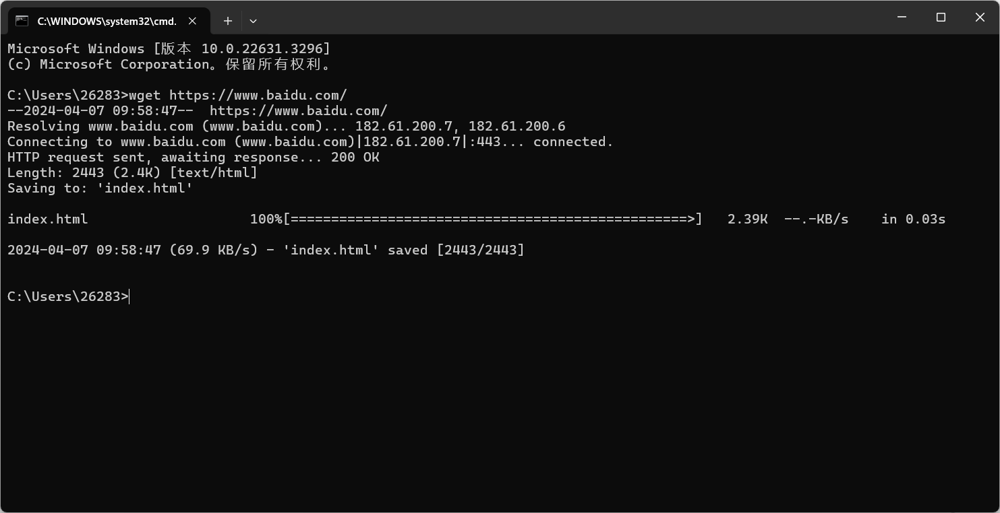 C:\WINDOWS\system32\cmd.
Microsoft Windows [版本 10.0.22631.3296]
(c) Microsoft Corporation。保留所有权利。
C:\Users\26283>wget https://www.baidu.com/
--2024-04-07 09:58:47--  https://www.baidu.com/
Resolving www.baidu.com (www.baidu.com)... 182.61.200.7, 182.61.200.6
Connecting to www.baidu.com (www.baidu.com)|182.61.200.7|:443... connected.
HTTP request sent, awaiting response... 200 OK
Length: 2443 (2.4K) [text/html]
Saving to: 'index.html'
index.html                    100%[=================================================>]   2.39K  --.-KB/s    in 0.03s
2024-04-07 09:58:47 (69.9 KB/s) - 'index.html' saved [2443/2443]
C:\Users\26283>